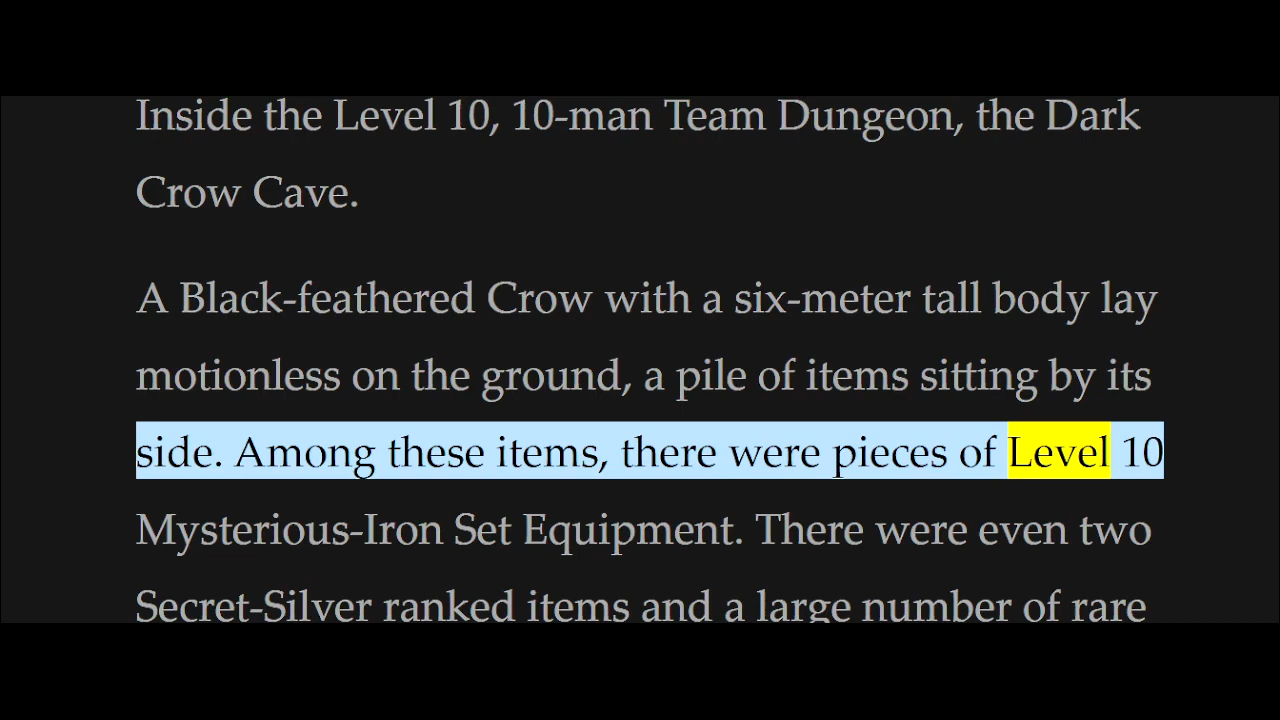 Inside the Level 10, 10-man Team Dungeon, the Dark
Crow Cave.
A Black-feathered Crow with a six-meter tall body lay
motionless on the ground, a pile of items sitting by its
side. Among these items, there were pieces of Level 10
Mysterious-Iron Set Equipment. There were even two
Secret-Silver ranked items and a large number of rare